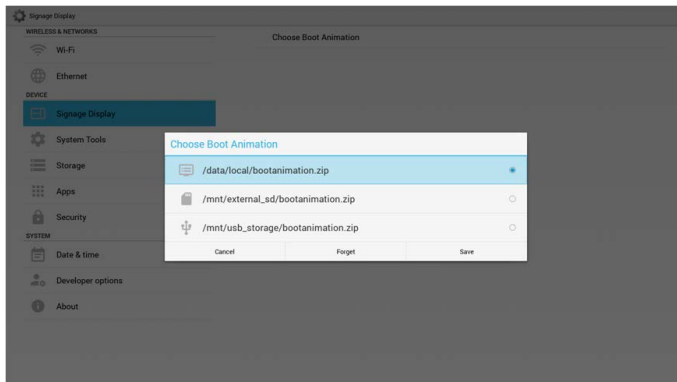 Signage Display
WIRELESS & NETWORKS
Choose Boot Animation
Wi-Fi
Ethernet
DEVICE
Signage Display
System Tools
Storage
Apps
Security
SYSTEM
Date & time
Developer options
About
Choose Boot Animation
/data/local/bootanimation.zip
/mnt/external_sd/bootanimation.zip
/mnt/usb_storage/bootanimation.zip
Cancel Forget Save